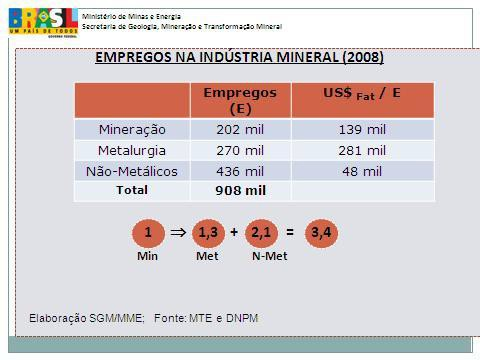 BRASIL
UM PAÍS DE TODOS
GOVERNO FEDERAL
Ministério de Minas e Energia
Secretaria de Geologia, Mineração e Transformação Mineral
EMPREGOS NA INDÚSTRIA MINERAL (2008)
Empregos (E) US$ Fat / E
Mineração 202 mil 139 mil
Metalurgia 270 mil 281 mil
Não-Metálicos 436 mil 48 mil
Total 908 mil
1 ⇒ 1,3 + 2,1 = 3,4
Min Met N-Met
Elaboração SGM/MME; Fonte: MTE e DNPM